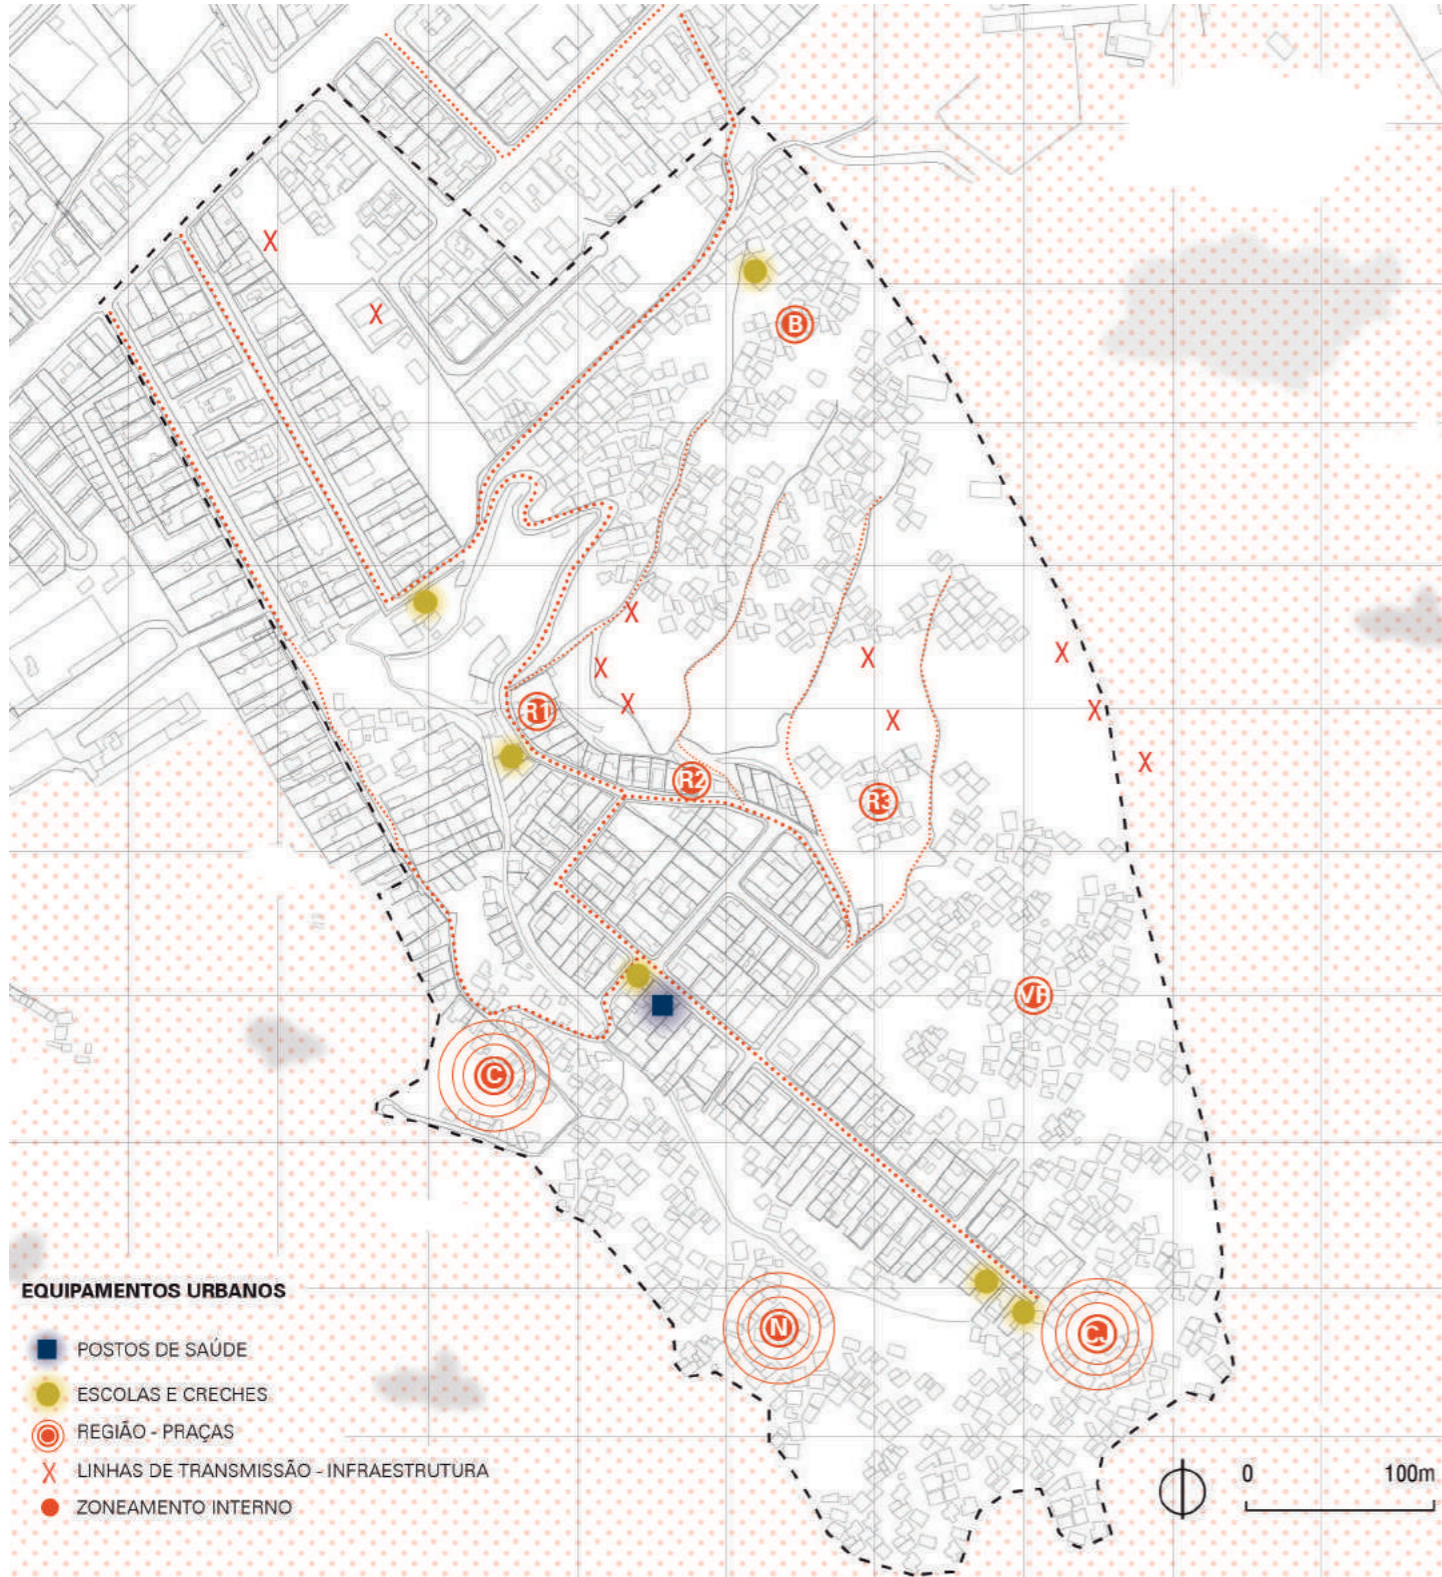 B
R1
R2
R3
VP
C
N
CJ
EQUIPAMENTOS URBANOS
POSTOS DE SAÚDE
ESCOLAS E CRECHES
REGIÃO - PRAÇAS
X LINHAS DE TRANSMISSÃO - INFRAESTRUTURA
ZONEAMENTO INTERNO
0 100m